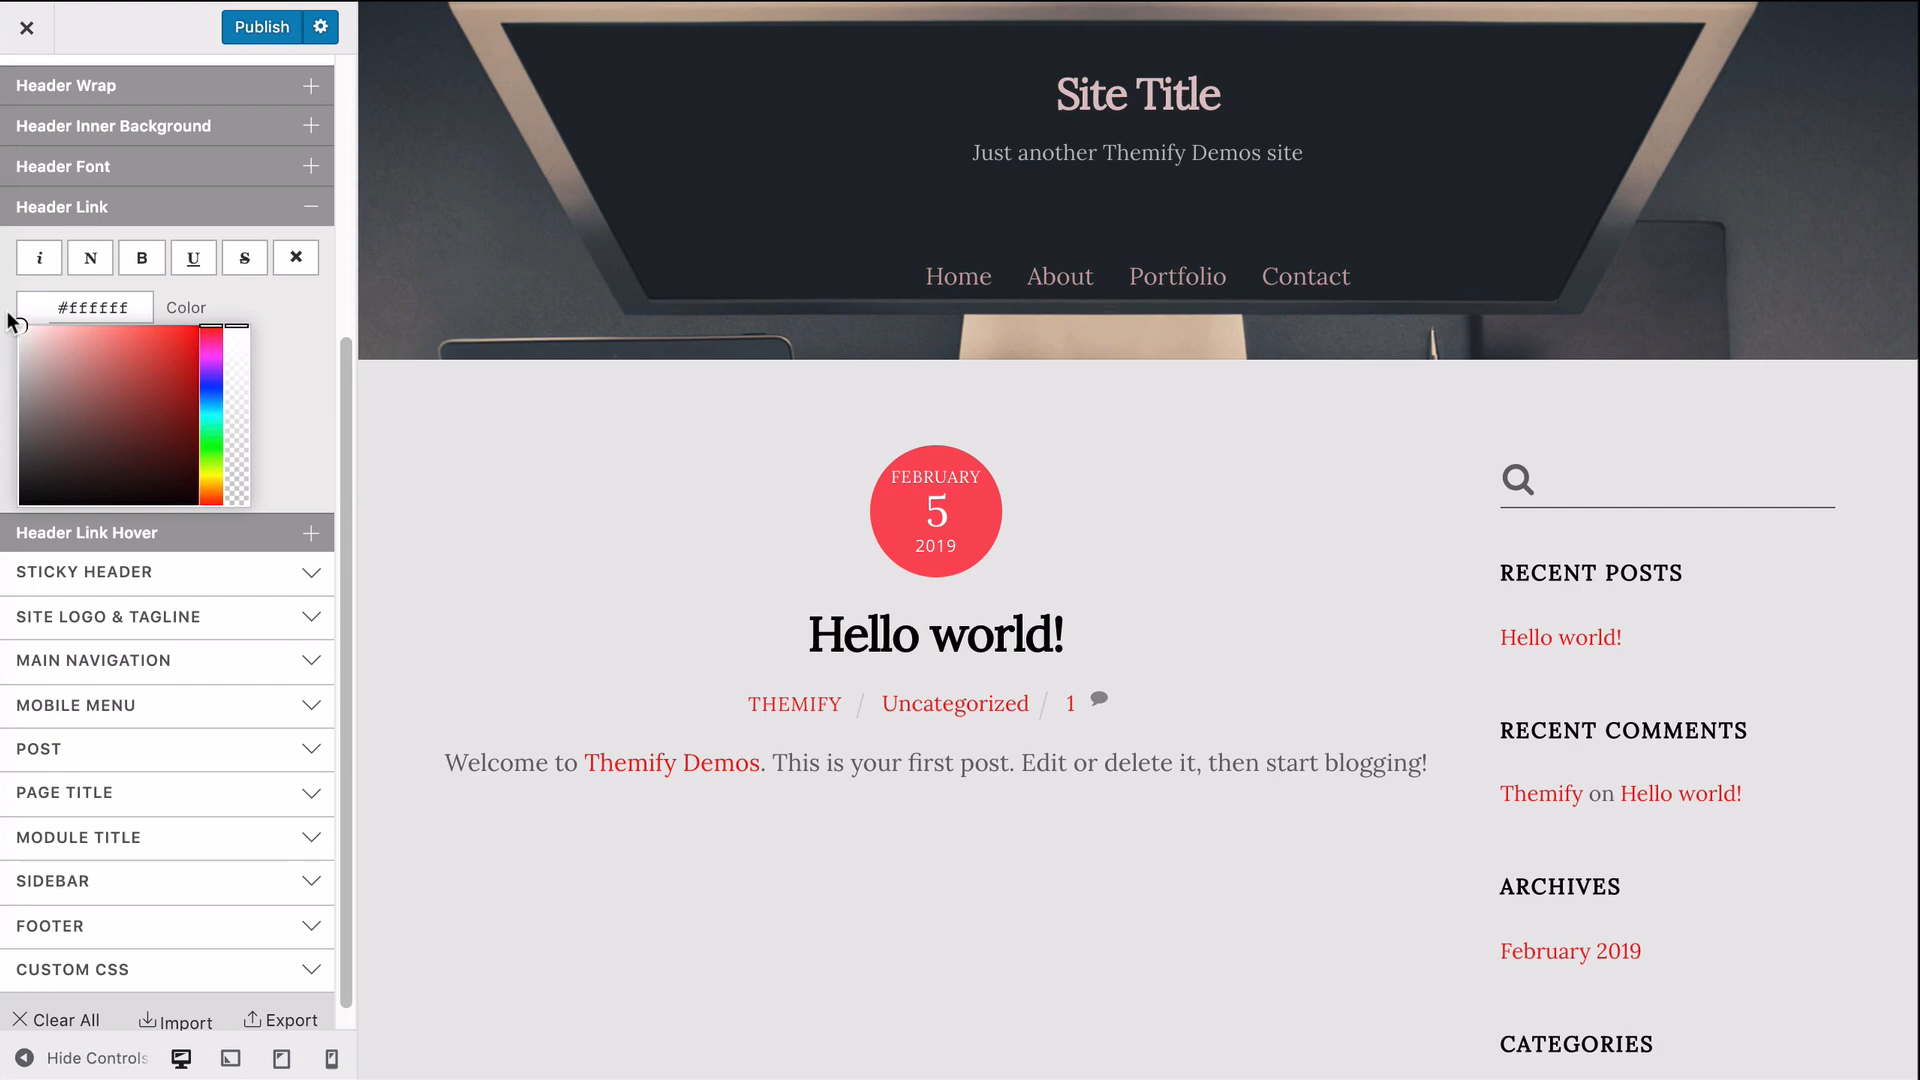 Publish
Header Wrap
Header Inner Background
Header Font
Header Link
i N B U S
#ffffff Color
Header Link Hover
STICKY HEADER
SITE LOGO & TAGLINE
MAIN NAVIGATION
MOBILE MENU
POST
PAGE TITLE
MODULE TITLE
SIDEBAR
FOOTER
CUSTOM CSS
Clear All Import Export
Hide Controls
Site Title
Just another Themify Demos site
Home About Portfolio Contact
FEBRUARY
5
2019
Hello world!
THEMIFY / Uncategorized / 1
Welcome to Themify Demos. This is your first post. Edit or delete it, then start blogging!
RECENT POSTS
Hello world!
RECENT COMMENTS
Themify on Hello world!
ARCHIVES
February 2019
CATEGORIES